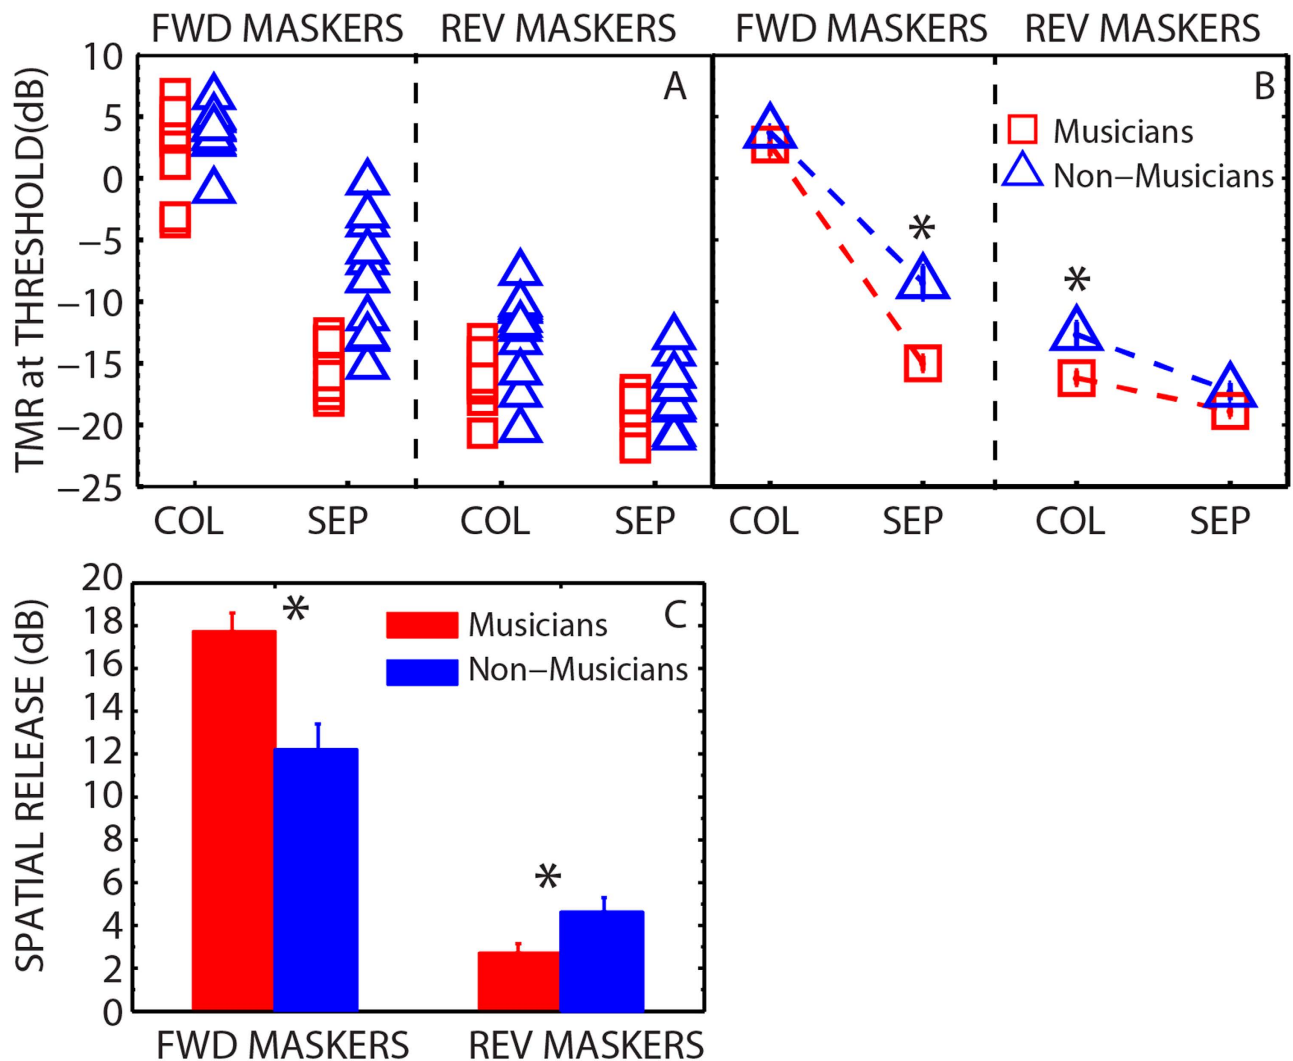 FWD MASKERS REV MASKERS FWD MASKERS REV MASKERS
TMR at THRESHOLD(dB)
10
5
0
−5
−10
−15
−20
−25
A
B
Musicians
Non−Musicians
*
*
COL SEP COL SEP COL SEP COL SEP
SPATIAL RELEASE (dB)
20
18
16
14
12
10
8
6
4
2
0
*
C
Musicians
Non−Musicians
*
FWD MASKERS REV MASKERS